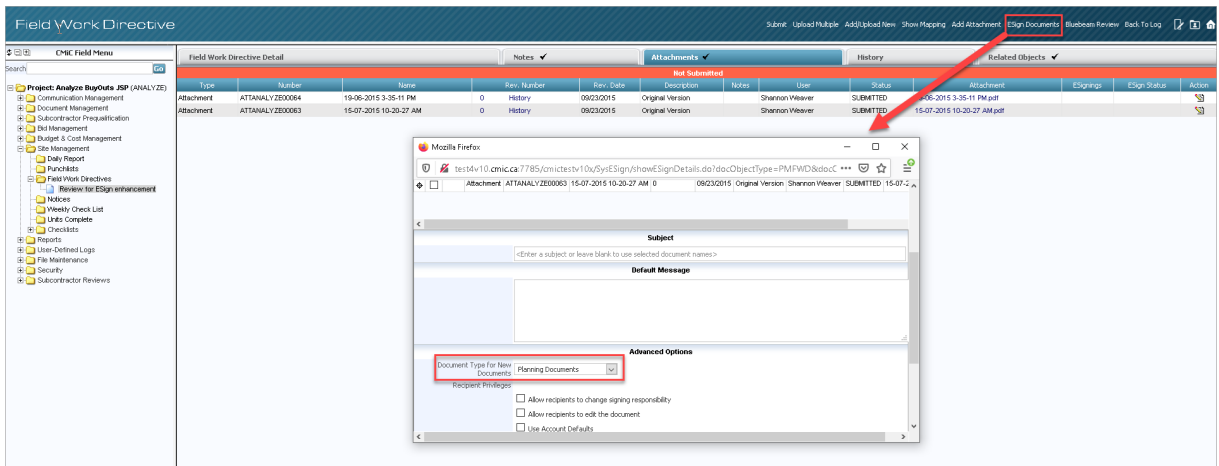 Field Work Directive
Submit Upload Multiple Add/Upload New Show Mapping Add Attachment ESign Documents Bluebeam Review Back To Log
CMiC Field Menu
Search Go
Project: Analyze BuyOuts JSP (ANALYZE)
Communication Management
Document Management
Subcontractor Prequalification
Bid Management
Budget & Cost Management
Site Management
Daily Report
Punchlists
Field Work Directives
Review for ESign enhancement
Notices
Weekly Check List
Units Complete
Checklists
Reports
User-Defined Logs
File Maintenance
Security
Subcontractor Reviews
Field Work Directive Detail Notes ✔ Attachments ✔ History Related Objects ✔
Not Submitted
Type Number Name Rev. Number Rev. Date Description Notes User Status Attachment ESignings ESign Status Action
Attachment ATTANALYZE00064 19-06-2015 3-35-11 PM 0 History 09/23/2015 Original Version Shannon Weaver SUBMITTED 19-06-2015 3-35-11 PM.pdf
Attachment ATTANALYZE00063 15-07-2015 10-20-27 AM 0 History 09/23/2015 Original Version Shannon Weaver SUBMITTED 15-07-2015 10-20-27 AM.pdf
Mozilla Firefox
test4v10.cmic.ca:7785/cmictestv10x/SysESign/showESignDetails.do?docObjectType=PMFWD&docC
Attachment ATTANALYZE00063 15-07-2015 10-20-27 AM 0 09/23/2015 Original Version Shannon Weaver SUBMITTED 15-07-2
Subject
<Enter a subject or leave blank to use selected document names>
Default Message
Advanced Options
Document Type for New
Documents Planning Documents
Recipient Privileges
Allow recipients to change signing responsibility
Allow recipients to edit the document
Use Account Defaults